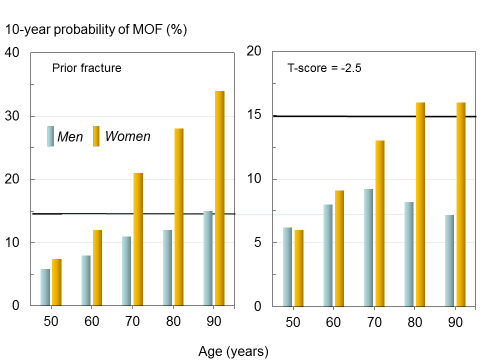 10-year probability of MOF (%)
Prior fracture
Men Women
40
30
20
10
0
50 60 70 80 90
T-score = -2.5
20
15
10
5
0
50 60 70 80 90
Age (years)